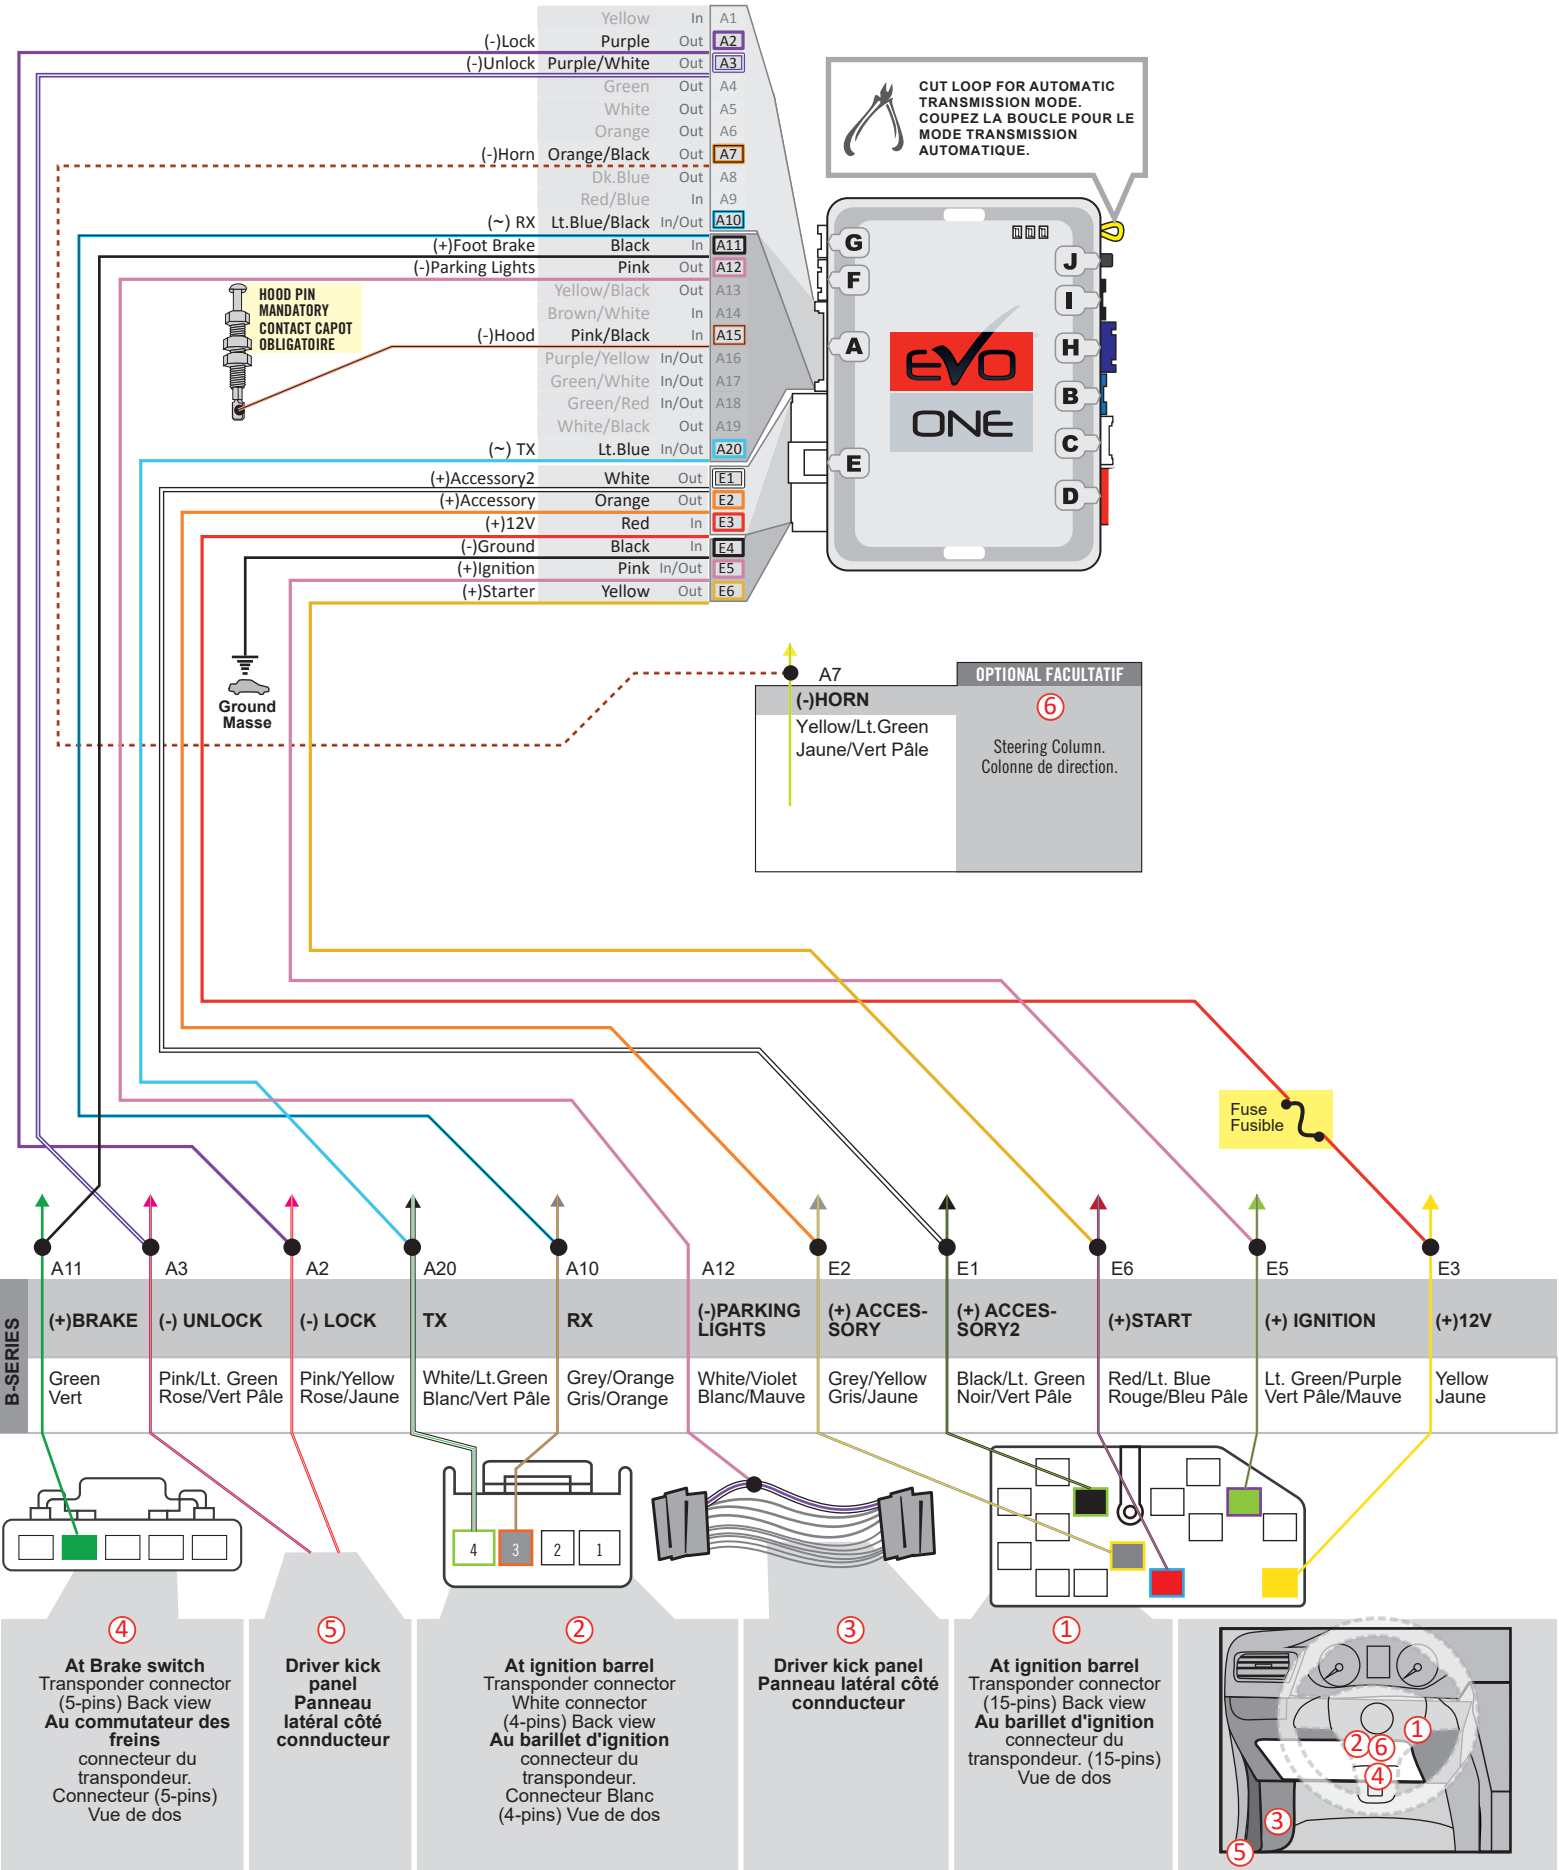 Yellow In A1
(-)Lock Purple Out A2
(-)Unlock Purple/White Out A3
Green Out A4
White Out A5
Orange Out A6
(-)Horn Orange/Black Out A7
Dk.Blue Out A8
Red/Blue In A9
(~) RX Lt.Blue/Black In/Out A10
(+)Foot Brake Black In A11
(-)Parking Lights Pink Out A12
Yellow/Black Out A13
Brown/White In A14
(-)Hood Pink/Black In A15
Purple/Yellow In/Out A16
Green/White In/Out A17
Green/Red In/Out A18
White/Black Out A19
(~) TX Lt.Blue In/Out A20
(+)Accessory2 White Out E1
(+)Accessory Orange Out E2
(+)12V Red In E3
(-)Ground Black In E4
(+)Ignition Pink In/Out E5
(+)Starter Yellow Out E6
HOOD PIN
MANDATORY
CONTACT CAPOT
OBLIGATOIRE
CUT LOOP FOR AUTOMATIC
TRANSMISSION MODE.
COUPEZ LA BOUCLE POUR LE
MODE TRANSMISSION
AUTOMATIQUE.
G
F
A
E
J
I
H
B
C
D
EVO
ONE
Ground
Masse
A7
(-)HORN
Yellow/Lt.Green
Jaune/Vert Pâle
OPTIONAL FACULTATIF
6
Steering Column.
Colonne de direction.
Fuse
Fusible
A11 A3 A2 A20 A10 A12 E2 E1 E6 E5 E3
B-SERIES
(+)BRAKE
(-) UNLOCK
(-) LOCK
TX
RX
(-)PARKING
LIGHTS
(+) ACCES-
SORY
(+) ACCES-
SORY2
(+)START
(+) IGNITION
(+)12V
Green
Vert
Pink/Lt. Green
Rose/Vert Pâle
Pink/Yellow
Rose/Jaune
White/Lt.Green
Blanc/Vert Pâle
Grey/Orange
Gris/Orange
White/Violet
Blanc/Mauve
Grey/Yellow
Gris/Jaune
Black/Lt. Green
Noir/Vert Pâle
Red/Lt. Blue
Rouge/Bleu Pâle
Lt. Green/Purple
Vert Pâle/Mauve
Yellow
Jaune
4 3 2 1
4
At Brake switch
Transponder connector
(5-pins) Back view
Au commutateur des
freins
connecteur du
transpondeur.
Connecteur (5-pins)
Vue de dos
5
Driver kick
panel
Panneau
latéral côté
connducteur
2
At ignition barrel
Transponder connector
White connector
(4-pins) Back view
Au barillet d'ignition
connecteur du
transpondeur.
Connecteur Blanc
(4-pins) Vue de dos
3
Driver kick panel
Panneau latéral côté
connducteur
1
At ignition barrel
Transponder connector
(15-pins) Back view
Au barillet d'ignition
connecteur du
transpondeur. (15-pins)
Vue de dos
1
2
6
4
3
5